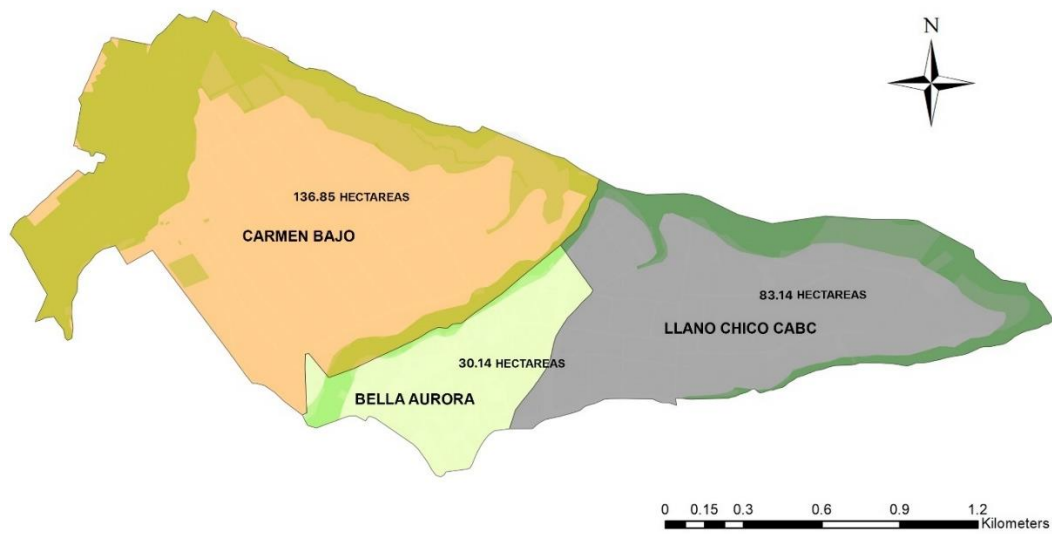 N
136.85 HECTAREAS
CARMEN BAJO
83.14 HECTAREAS
LLANO CHICO CABC
30.14 HECTAREAS
BELLA AURORA
0 0.15 0.3 0.6 0.9 1.2
Kilometers